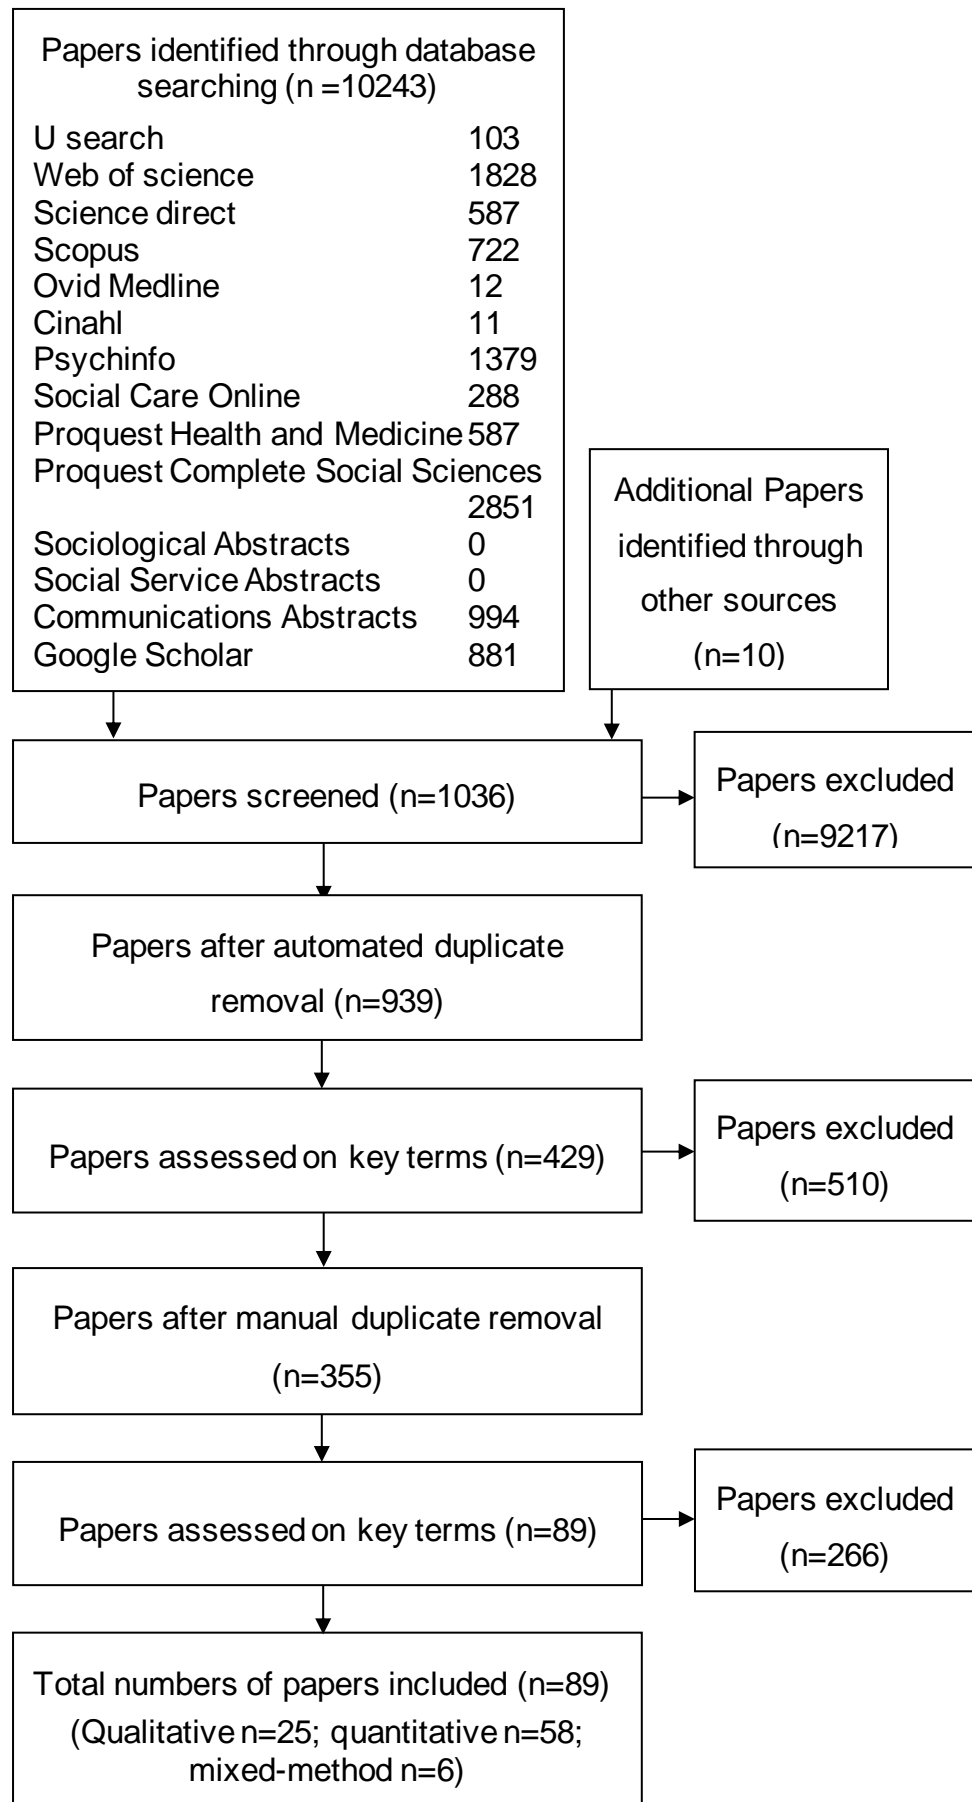 Papers identified through database
searching (n =10243)
U search 103
Web of science 1828
Science direct 587
Scopus 722
Ovid Medline 12
Cinahl 11
Psychinfo 1379
Social Care Online 288
Proquest Health and Medicine 587
Proquest Complete Social Sciences
2851
Sociological Abstracts 0
Social Service Abstracts 0
Communications Abstracts 994
Google Scholar 881
Additional Papers
identified through
other sources
(n=10)
Papers screened (n=1036)
Papers excluded
(n=9217)
Papers after automated duplicate
removal (n=939)
Papers assessed on key terms (n=429)
Papers excluded
(n=510)
Papers after manual duplicate removal
(n=355)
Papers assessed on key terms (n=89)
Papers excluded
(n=266)
Total numbers of papers included (n=89)
(Qualitative n=25; quantitative n=58;
mixed-method n=6)